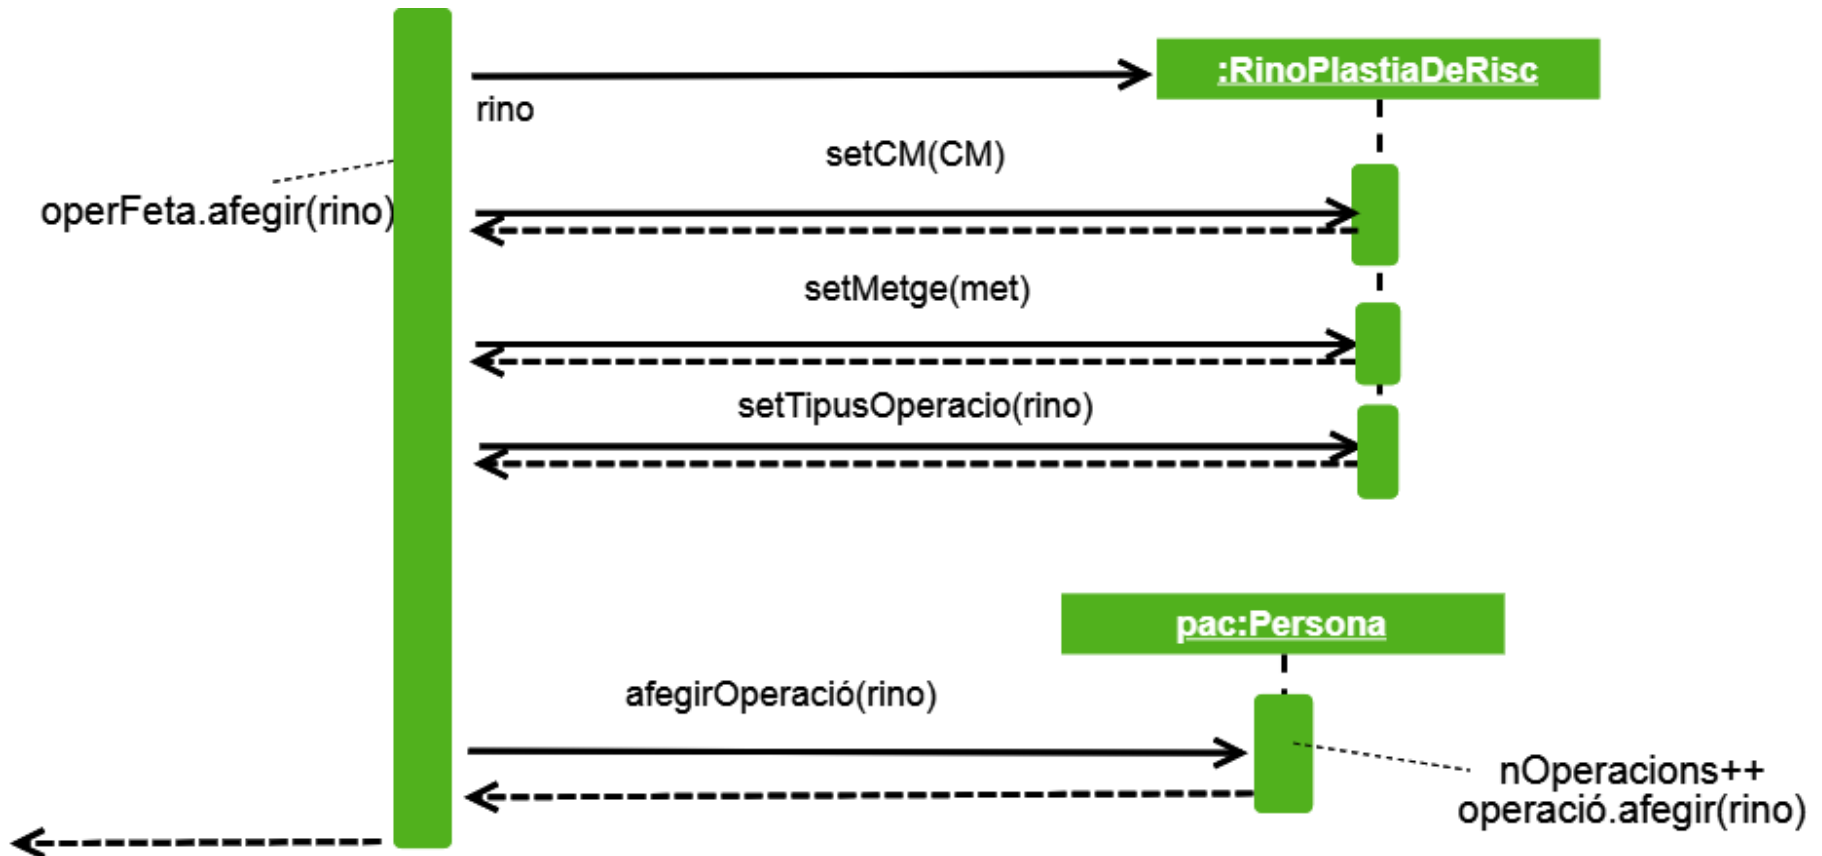 :RinoPlastiaDeRisc
rino
setCM(CM)
operFeta.afegir(rino)
setMetge(met)
setTipusOperacio(rino)
pac:Persona
afegirOperació(rino)
nOperacions++
operació.afegir(rino)